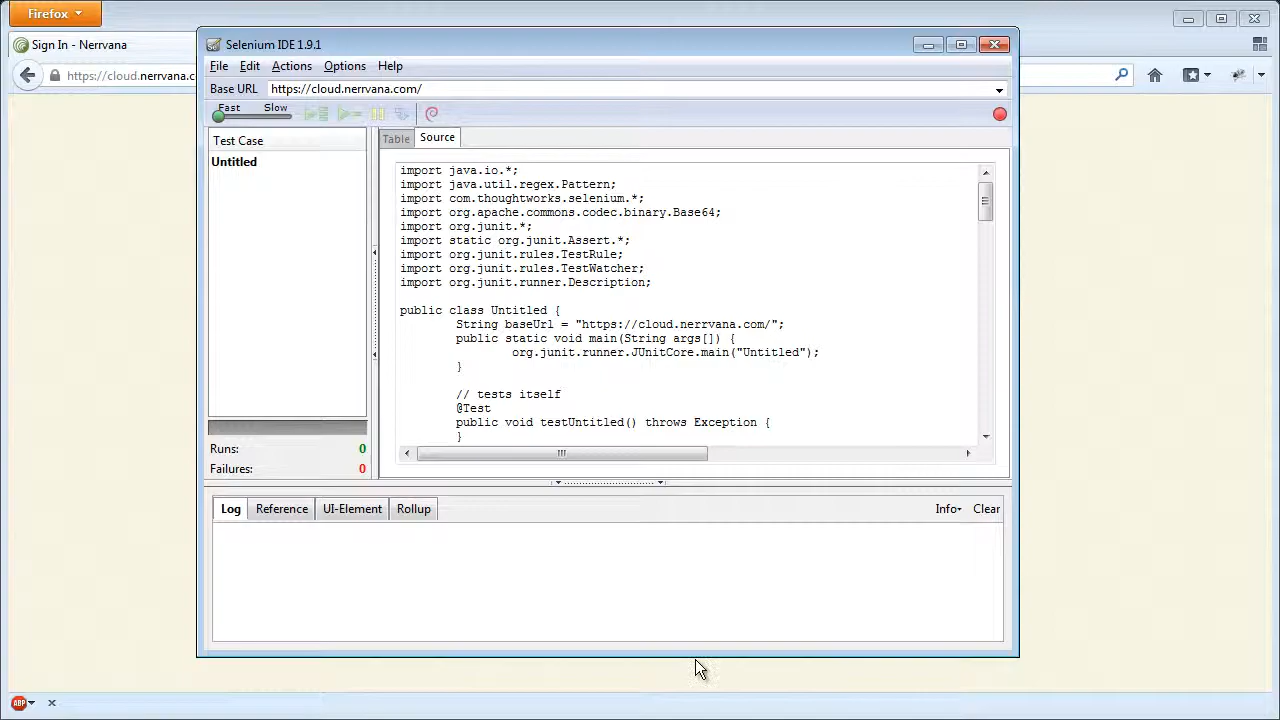 Firefox
Sign In - Nerrvana
https://cloud.nerrvana.c
Selenium IDE 1.9.1
File Edit Actions Options Help
Base URL https://cloud.nerrvana.com/
Fast Slow
Test Case
Untitled
Runs: 0
Failures: 0
Table Source
import java.io.*;
import java.util.regex.Pattern;
import com.thoughtworks.selenium.*;
import org.apache.commons.codec.binary.Base64;
import org.junit.*;
import static org.junit.Assert.*;
import org.junit.rules.TestRule;
import org.junit.rules.TestWatcher;
import org.junit.runner.Description;
public class Untitled {
String baseUrl = "https://cloud.nerrvana.com/";
public static void main(String args[]) {
org.junit.runner.JUnitCore.main("Untitled");
}
// tests itself
@Test
public void testUntitled() throws Exception {
}
Log Reference UI-Element Rollup Info Clear
ABP